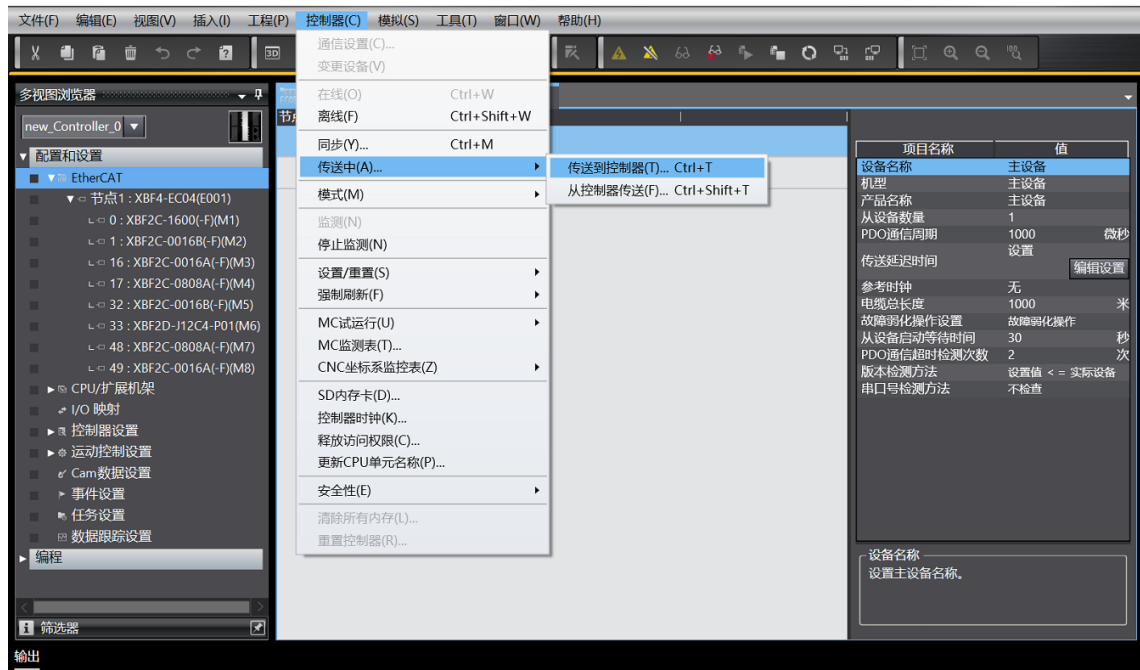 文件(F) 编辑(E) 视图(V) 插入(I) 工程(P) 控制器(C) 模拟(S) 工具(T) 窗口(W) 帮助(H)
3D
100%
多视图浏览器
new_Controller_0
配置和设置
EtherCAT
节点1 : XBF4-EC04(E001)
0 : XBF2C-1600(-F)(M1)
1 : XBF2C-0016B(-F)(M2)
16 : XBF2C-0016A(-F)(M3)
17 : XBF2C-0808A(-F)(M4)
32 : XBF2C-0016B(-F)(M5)
33 : XBF2D-J12C4-P01(M6)
48 : XBF2C-0808A(-F)(M7)
49 : XBF2C-0016A(-F)(M8)
CPU/扩展机架
I/O 映射
控制器设置
运动控制设置
Cam数据设置
事件设置
任务设置
数据跟踪设置
编程
筛选器
输出
通信设置(C)...
变更设备(V)
在线(O) Ctrl+W
离线(F) Ctrl+Shift+W
同步(Y)... Ctrl+M
传送中(A)...
模式(M)
监测(N)
停止监测(N)
设置/重置(S)
强制刷新(F)
MC试运行(U)
MC监测表(T)...
CNC坐标系监控表(Z)
SD内存卡(D)...
控制器时钟(K)...
释放访问权限(C)...
更新CPU单元名称(P)...
安全性(E)
清除所有内存(L)...
重置控制器(R)...
传送到控制器(T)... Ctrl+T
从控制器传送(F)... Ctrl+Shift+T
项目名称 值
设备名称 主设备
机型 主设备
产品名称 主设备
从设备数量 1
PDO通信周期 1000 微秒
传送延迟时间 设置
编辑设置
参考时钟 无
电缆总长度 1000 米
故障弱化操作设置 故障弱化操作
从设备启动等待时间 30 秒
PDO通信超时检测次数 2 次
版本检测方法 设置值 < = 实际设备
串口号检测方法 不检查
设备名称
设置主设备名称。